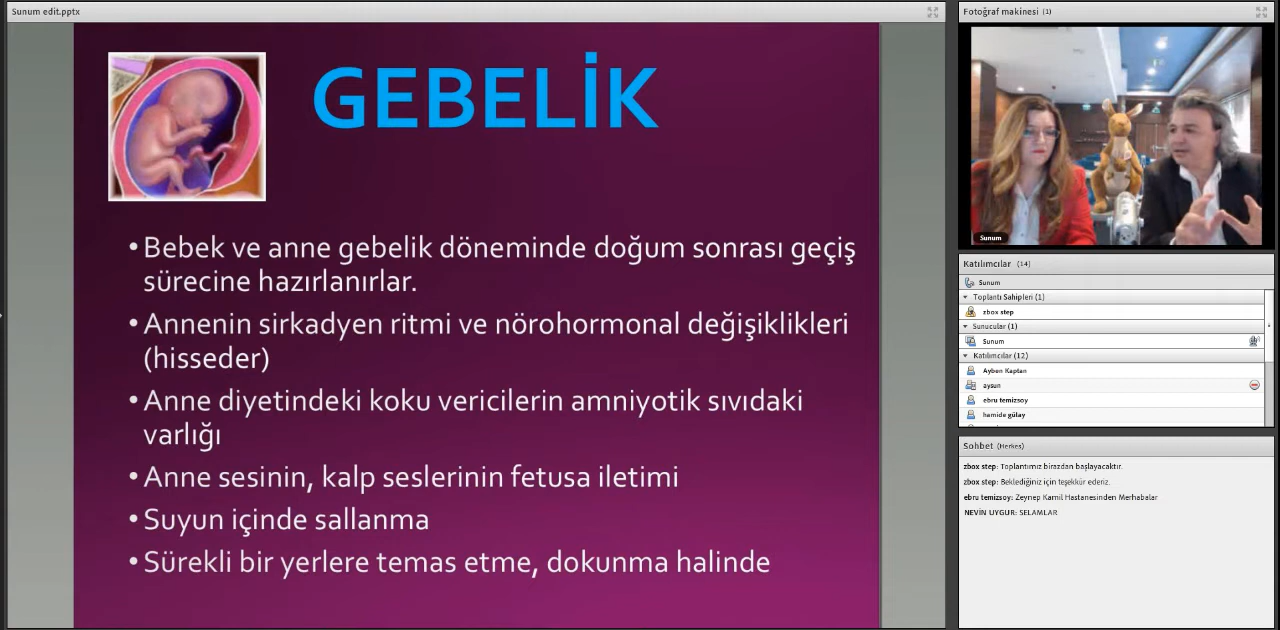 Sunum edit.pptx
GEBELİK
•Bebek ve anne gebelik döneminde doğum sonrası geçiş
sürecine hazırlanırlar.
•Annenin sirkadyen ritmi ve nörohormonal değişiklikleri
(hisseder)
•Anne diyetindeki koku vericilerin amniyotik sıvıdaki
varlığı
•Anne sesinin, kalp seslerinin fetusa iletimi
•Suyun içinde sallanma
•Sürekli bir yerlere temas etme, dokunma halinde
Fotoğraf makinesi (1)
Sunum
Katılımcılar (14)
Sunum
Toplantı Sahipleri (1)
zbox step
Sunucular (1)
Sunum
Katılımcılar (12)
Ayben Kaptan
aysun
ebru temizsoy
hamide gülay
Sohbet (Herkes)
zbox step: Toplantımız birazdan başlayacaktır.
zbox step: Beklediğiniz için teşekkür ederiz.
ebru temizsoy: Zeynep Kamil Hastanesinden Merhabalar
NEVİN UYGUR: SELAMLAR